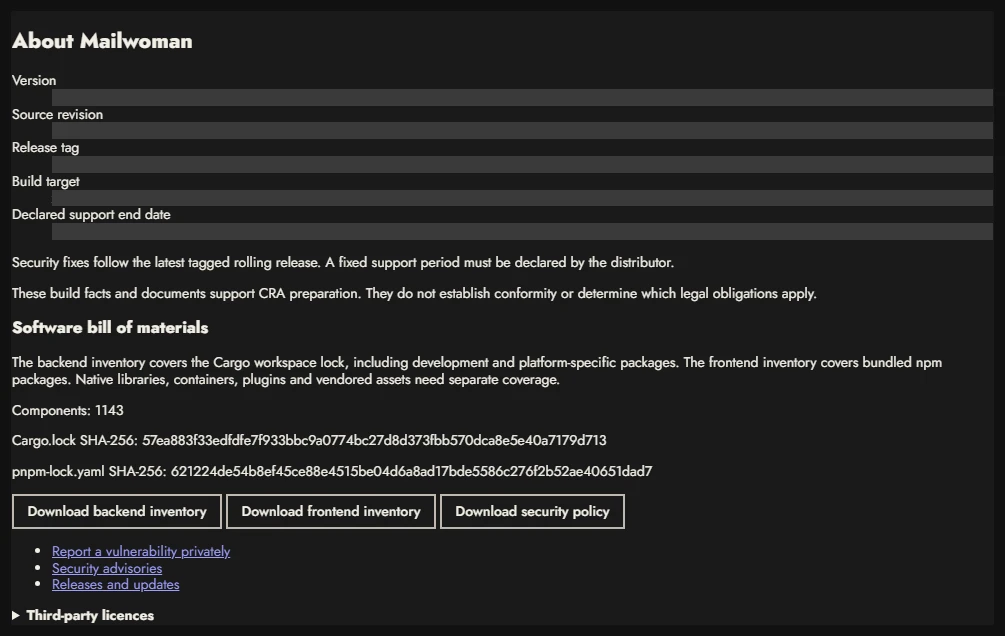 About Mailwoman
Version
Source revision
Release tag
Build target
Declared support end date
Security fixes follow the latest tagged rolling release. A fixed support period must be declared by the distributor.
These build facts and documents support CRA preparation. They do not establish conformity or determine which legal obligations apply.
Software bill of materials
The backend inventory covers the Cargo workspace lock, including development and platform-specific packages. The frontend inventory covers bundled npm
packages. Native libraries, containers, plugins and vendored assets need separate coverage.
Components: 1143
Cargo.lock SHA-256: 57ea883f33edfdfe7f933bbc9a0774bc27d8d373fbb570dca8e5e40a7179d713
pnpm-lock.yaml SHA-256: 621224de54b8ef45ce88e4515be04d6a8ad17bde5586c276f2b52ae40651dad7
Download backend inventory
Download frontend inventory
Download security policy
Report a vulnerability privately
Security advisories
Releases and updates
Third-party licences